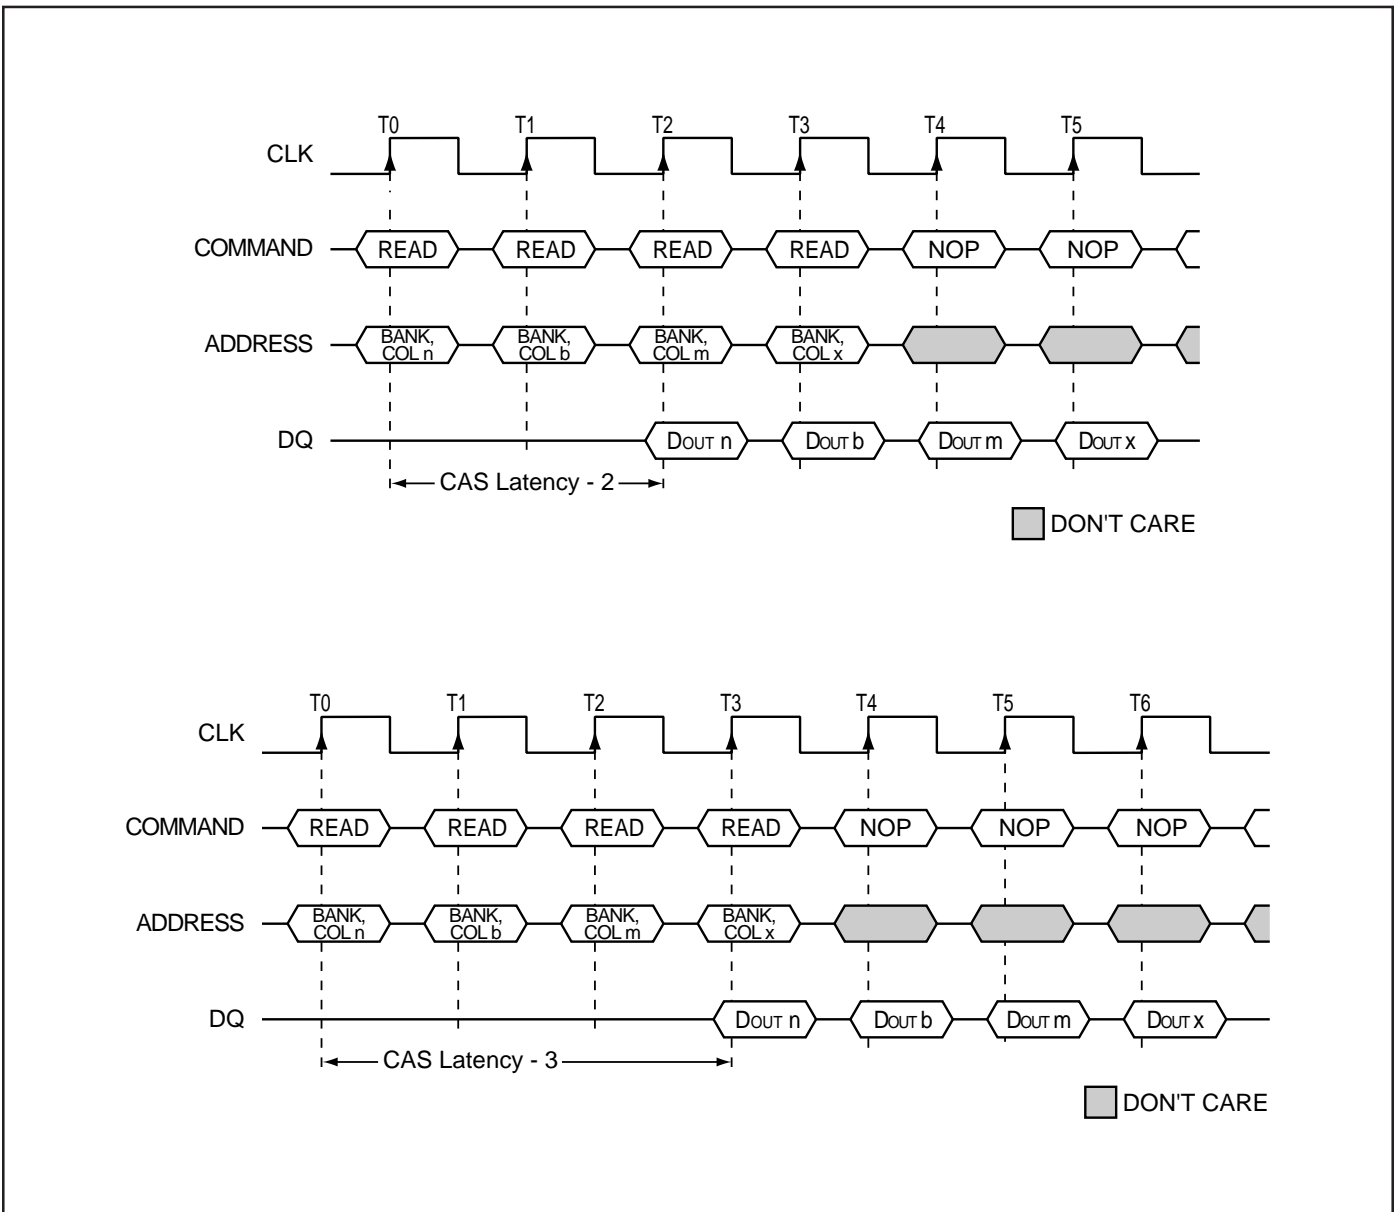 T0 T1 T2 T3 T4 T5
CLK
COMMAND READ READ READ READ NOP NOP
ADDRESS BANK, COL n BANK, COL b BANK, COL m BANK, COL x
DQ DOUT n DOUT b DOUT m DOUT x
CAS Latency - 2
DON'T CARE
T0 T1 T2 T3 T4 T5 T6
CLK
COMMAND READ READ READ READ NOP NOP NOP
ADDRESS BANK, COL n BANK, COL b BANK, COL m BANK, COL x
DQ DOUT n DOUT b DOUT m DOUT x
CAS Latency - 3
DON'T CARE